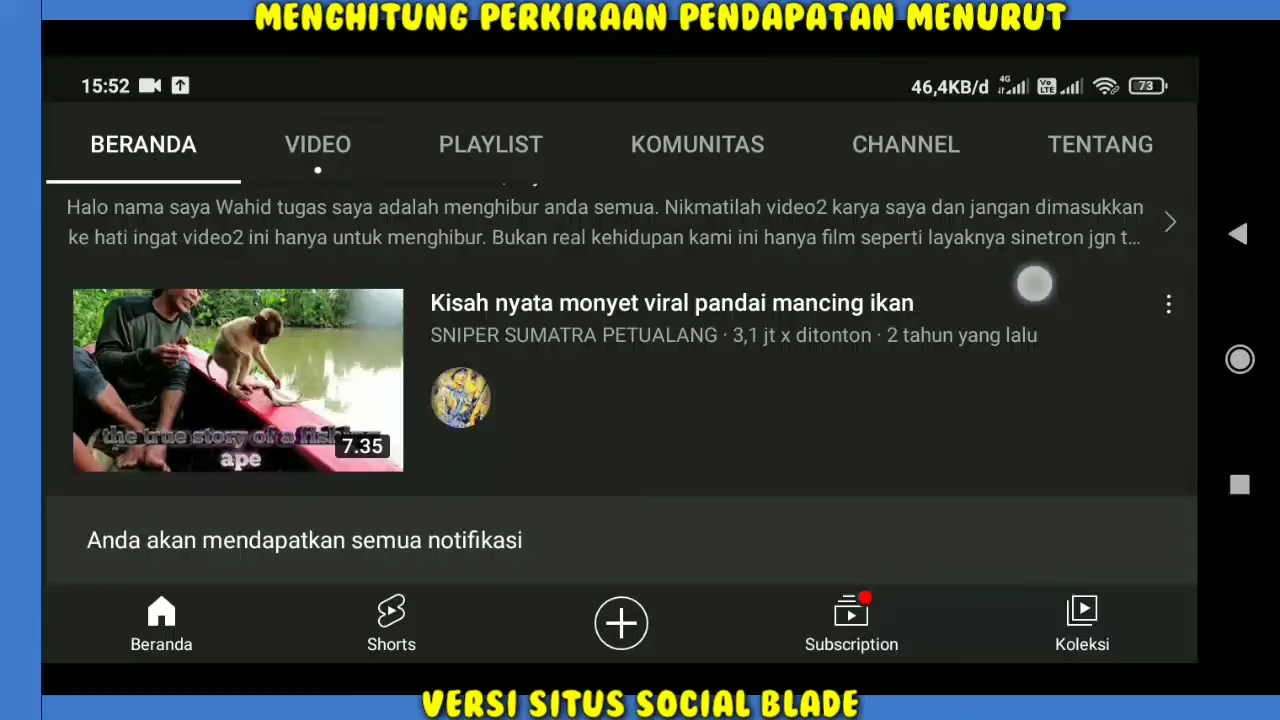 MENGHITUNG PERKIRAAN PENDAPATAN MENURUT
15:52 46,4KB/d 4G Vo LTE 73
BERANDA VIDEO PLAYLIST KOMUNITAS CHANNEL TENTANG
Halo nama saya Wahid tugas saya adalah menghibur anda semua. Nikmatilah video2 karya saya dan jangan dimasukkan
ke hati ingat video2 ini hanya untuk menghibur. Bukan real kehidupan kami ini hanya film seperti layaknya sinetron jgn t...
Kisah nyata monyet viral pandai mancing ikan
SNIPER SUMATRA PETUALANG · 3,1 jt x ditonton · 2 tahun yang lalu
the true story of a fishing
ape
7.35
Anda akan mendapatkan semua notifikasi
Beranda Shorts Subscription Koleksi
VERSI SITUS SOCIAL BLADE